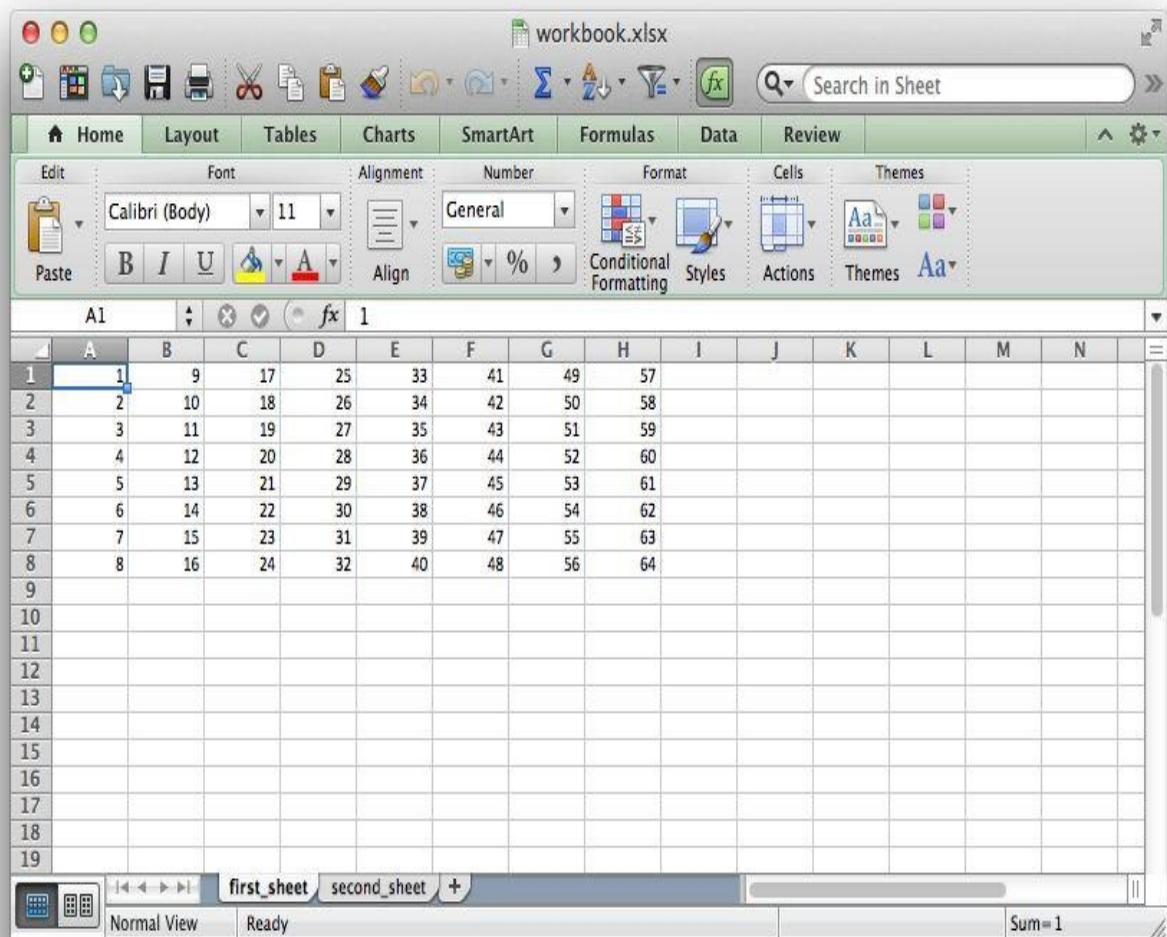 workbook.xlsx
Search in Sheet
Home Layout Tables Charts SmartArt Formulas Data Review
Edit Font Alignment Number Format Cells Themes
Calibri (Body) 11 General
Paste B I U A Align % , Conditional Formatting Styles Actions Aa Themes Aa
A1 fx 1
A B C D E F G H I J K L M N
1 1 9 17 25 33 41 49 57
2 2 10 18 26 34 42 50 58
3 3 11 19 27 35 43 51 59
4 4 12 20 28 36 44 52 60
5 5 13 21 29 37 45 53 61
6 6 14 22 30 38 46 54 62
7 7 15 23 31 39 47 55 63
8 8 16 24 32 40 48 56 64
9
10
11
12
13
14
15
16
17
18
19
first_sheet second_sheet +
Normal View Ready Sum=1